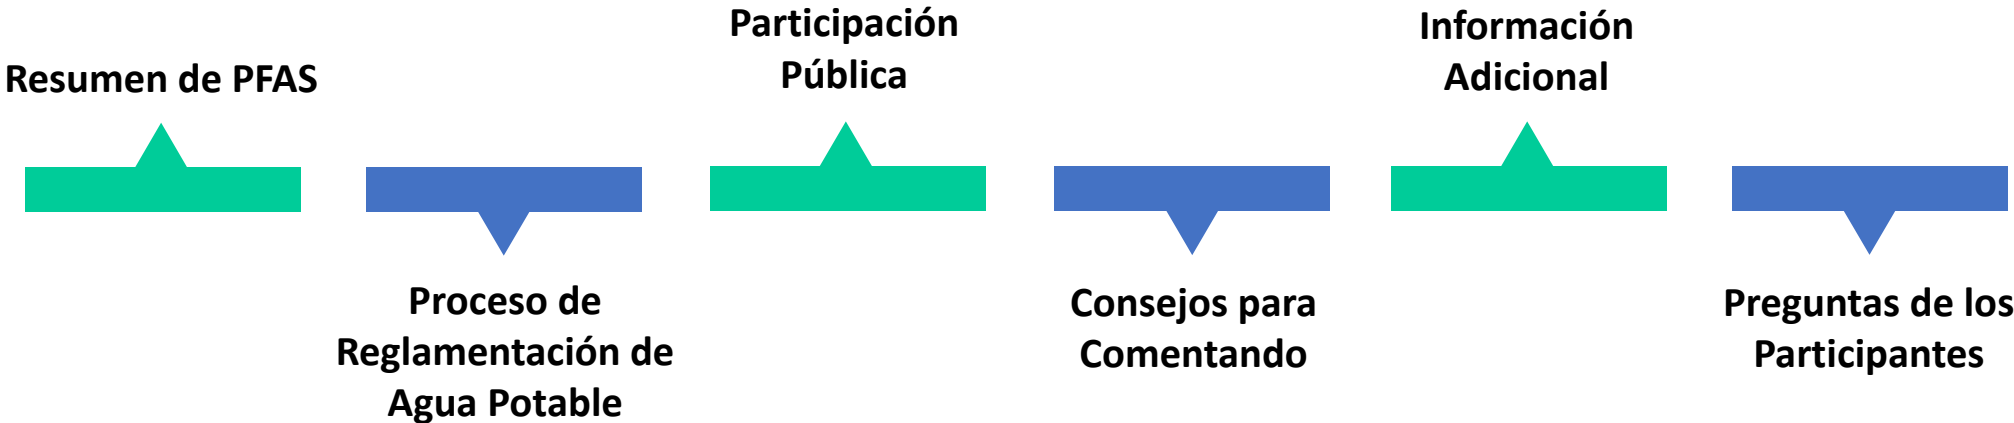 Resumen de PFAS
Proceso de
Reglamentación de
Agua Potable
Participación
Pública
Consejos para
Comentando
Información
Adicional
Preguntas de los
Participantes